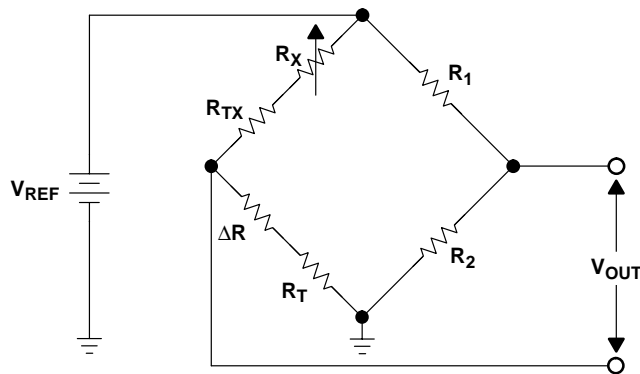 R_X
R_1
R_TX
V_REF
ΔR
R_2
V_OUT
R_T